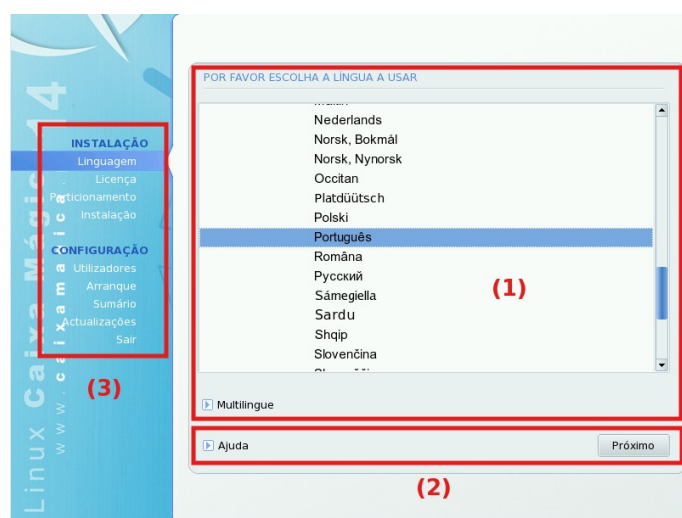 Linux Caixa Mágica 14
www.caixamagica.
INSTALAÇÃO
Linguagem
Licença
Particionamento
Instalação
CONFIGURAÇÃO
Utilizadores
Arranque
Sumário
Actualizações
Sair
(3)
POR FAVOR ESCOLHA A LÍNGUA A USAR
Nederlands
Norsk, Bokmål
Norsk, Nynorsk
Occitan
Platdüütsch
Polski
Português
Româna
Русский
Sámegiella
Sardu
Shqip
Slovenčina
(1)
Multilingue
Ajuda
Próximo
(2)